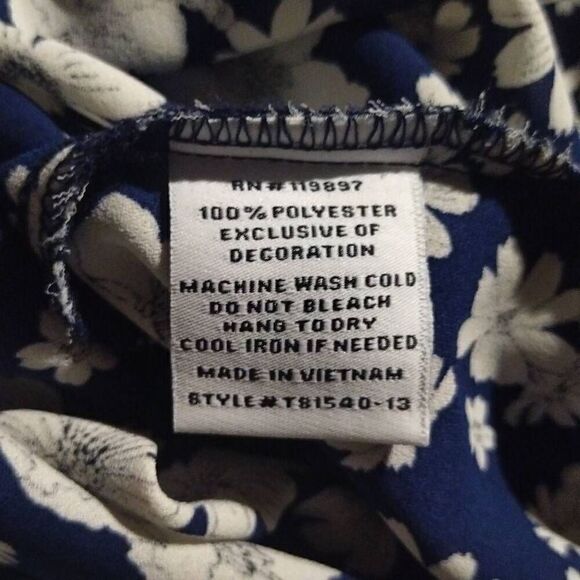 RN#119897
100% POLYESTER
EXCLUSIVE OF
DECORATION
MACHINE WASH COLD
DO NOT BLEACH
HANG TO DRY
COOL IRON IF NEEDED
MADE IN VIETNAM
STYLE#T81540-13